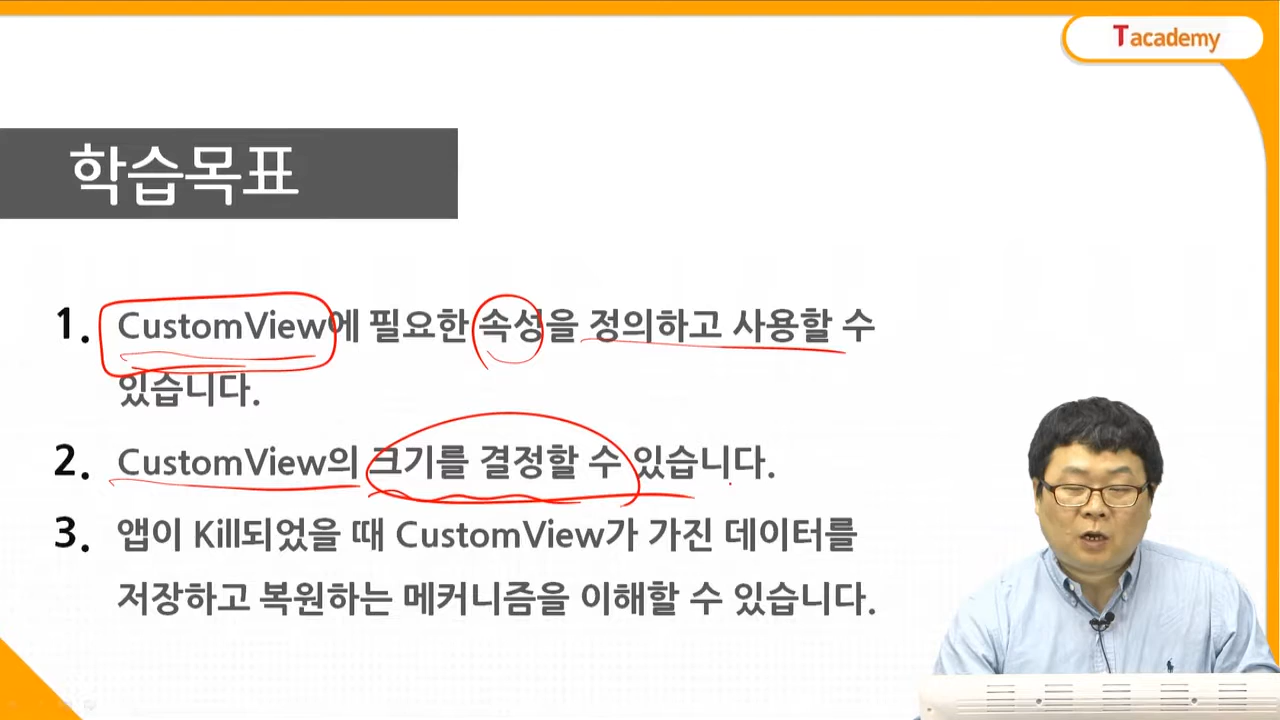 Tacademy
학습목표
1. CustomView에 필요한 속성을 정의하고 사용할 수
있습니다.
2. CustomView의 크기를 결정할 수 있습니다.
3. 앱이 Kill되었을 때 CustomView가 가진 데이터를
저장하고 복원하는 메커니즘을 이해할 수 있습니다.